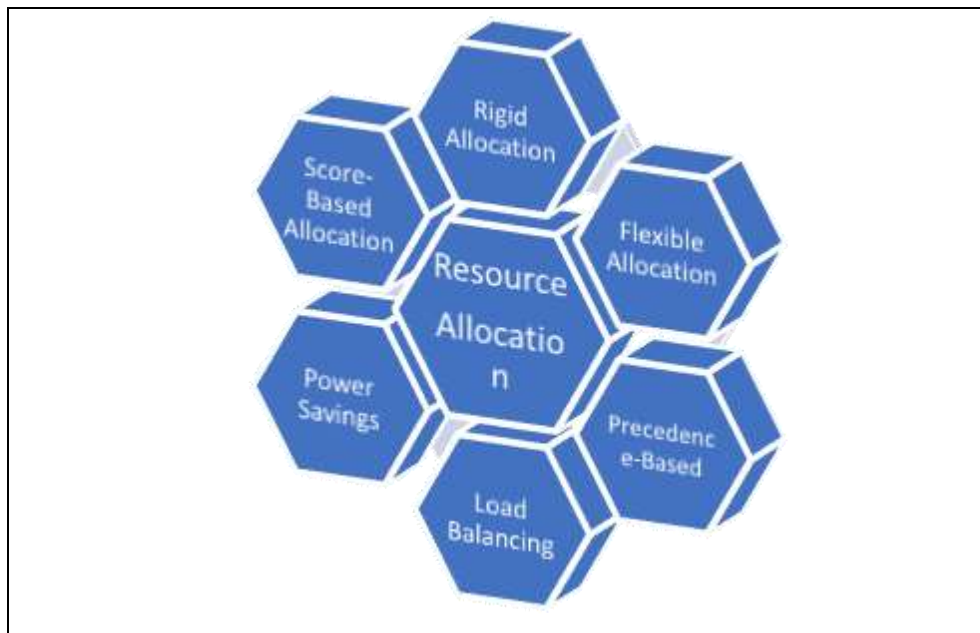 Rigid
Allocation
Score-
Based
Allocation
Flexible
Allocation
Resource
Allocatio
n
Power
Savings
Precedenc
e-Based
Load
Balancing